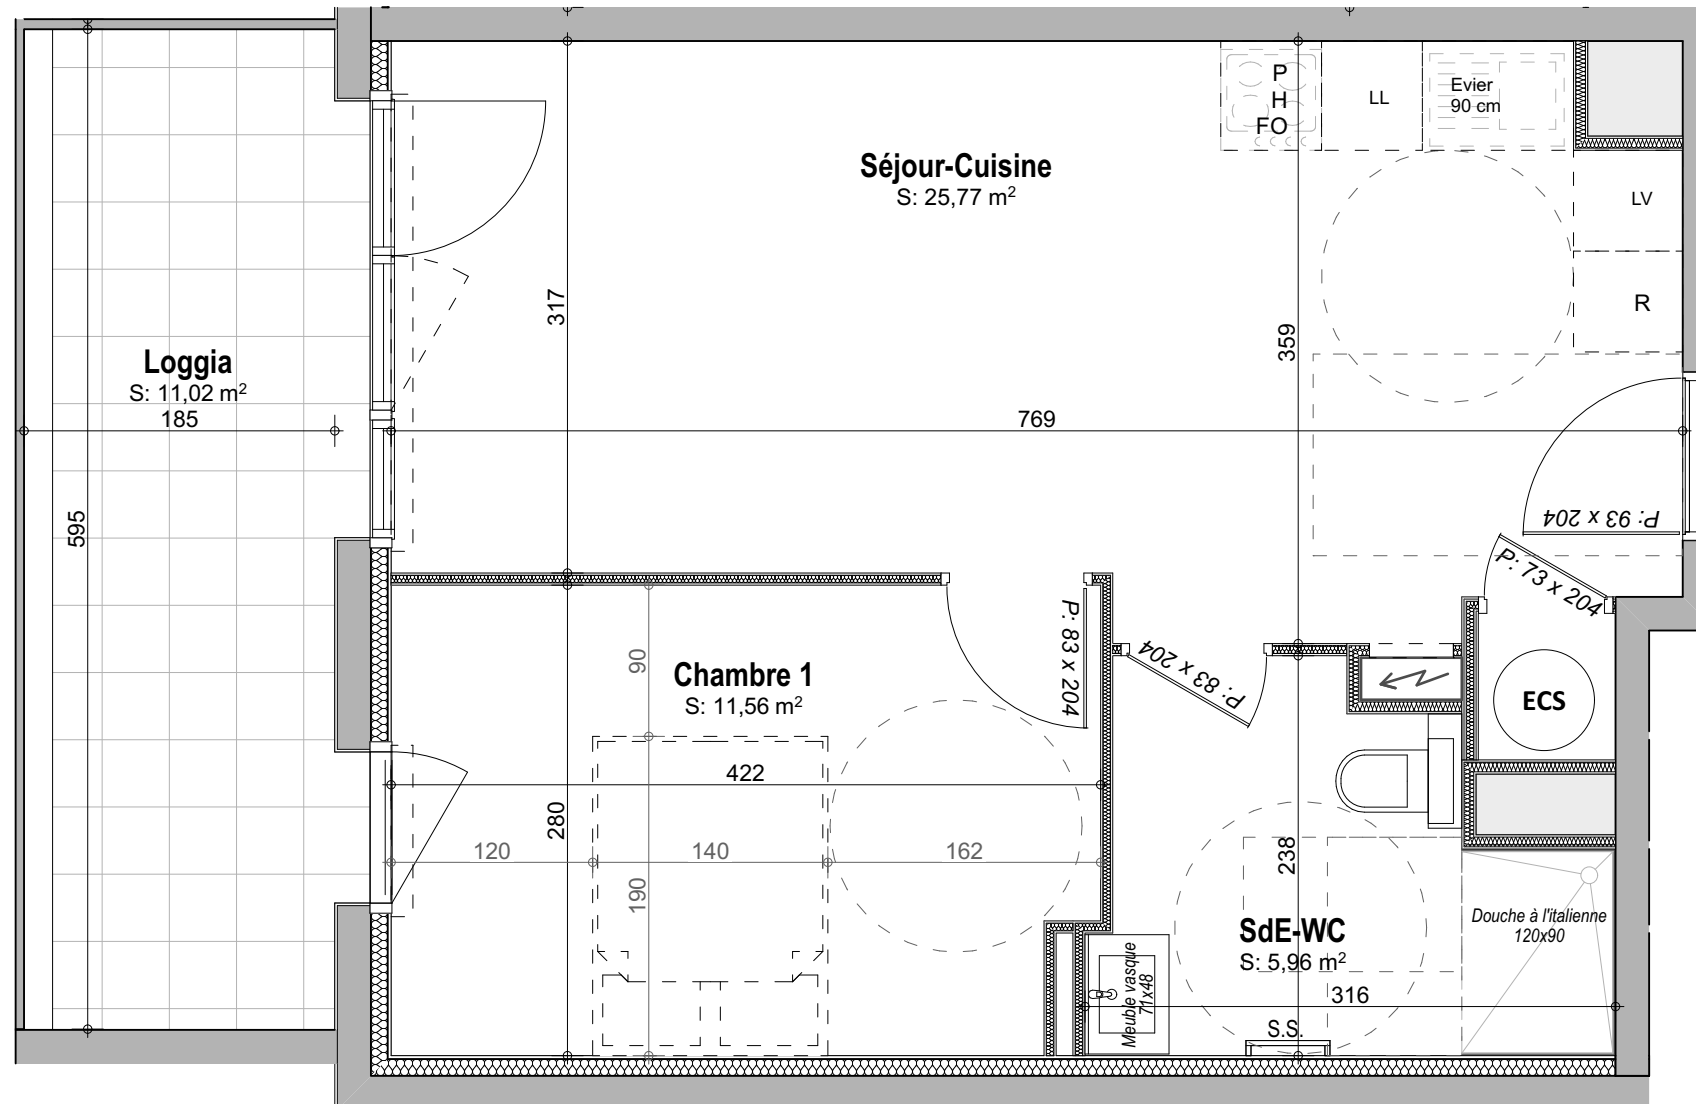 P
H
FO
LL
Evier
90 cm
Séjour-Cuisine
S: 25,77 m²
LV
R
317
359
Loggia
S: 11,02 m²
185
769
595
P: 93 x 204
P: 73 x 204
P: 83 x 204
P: 83 x 204
90
Chambre 1
S: 11,56 m²
ECS
422
280
120
140
162
190
238
Douche à l'italienne
120x90
SdE-WC
S: 5,96 m²
Meuble vasque
71x48
316
S.S.